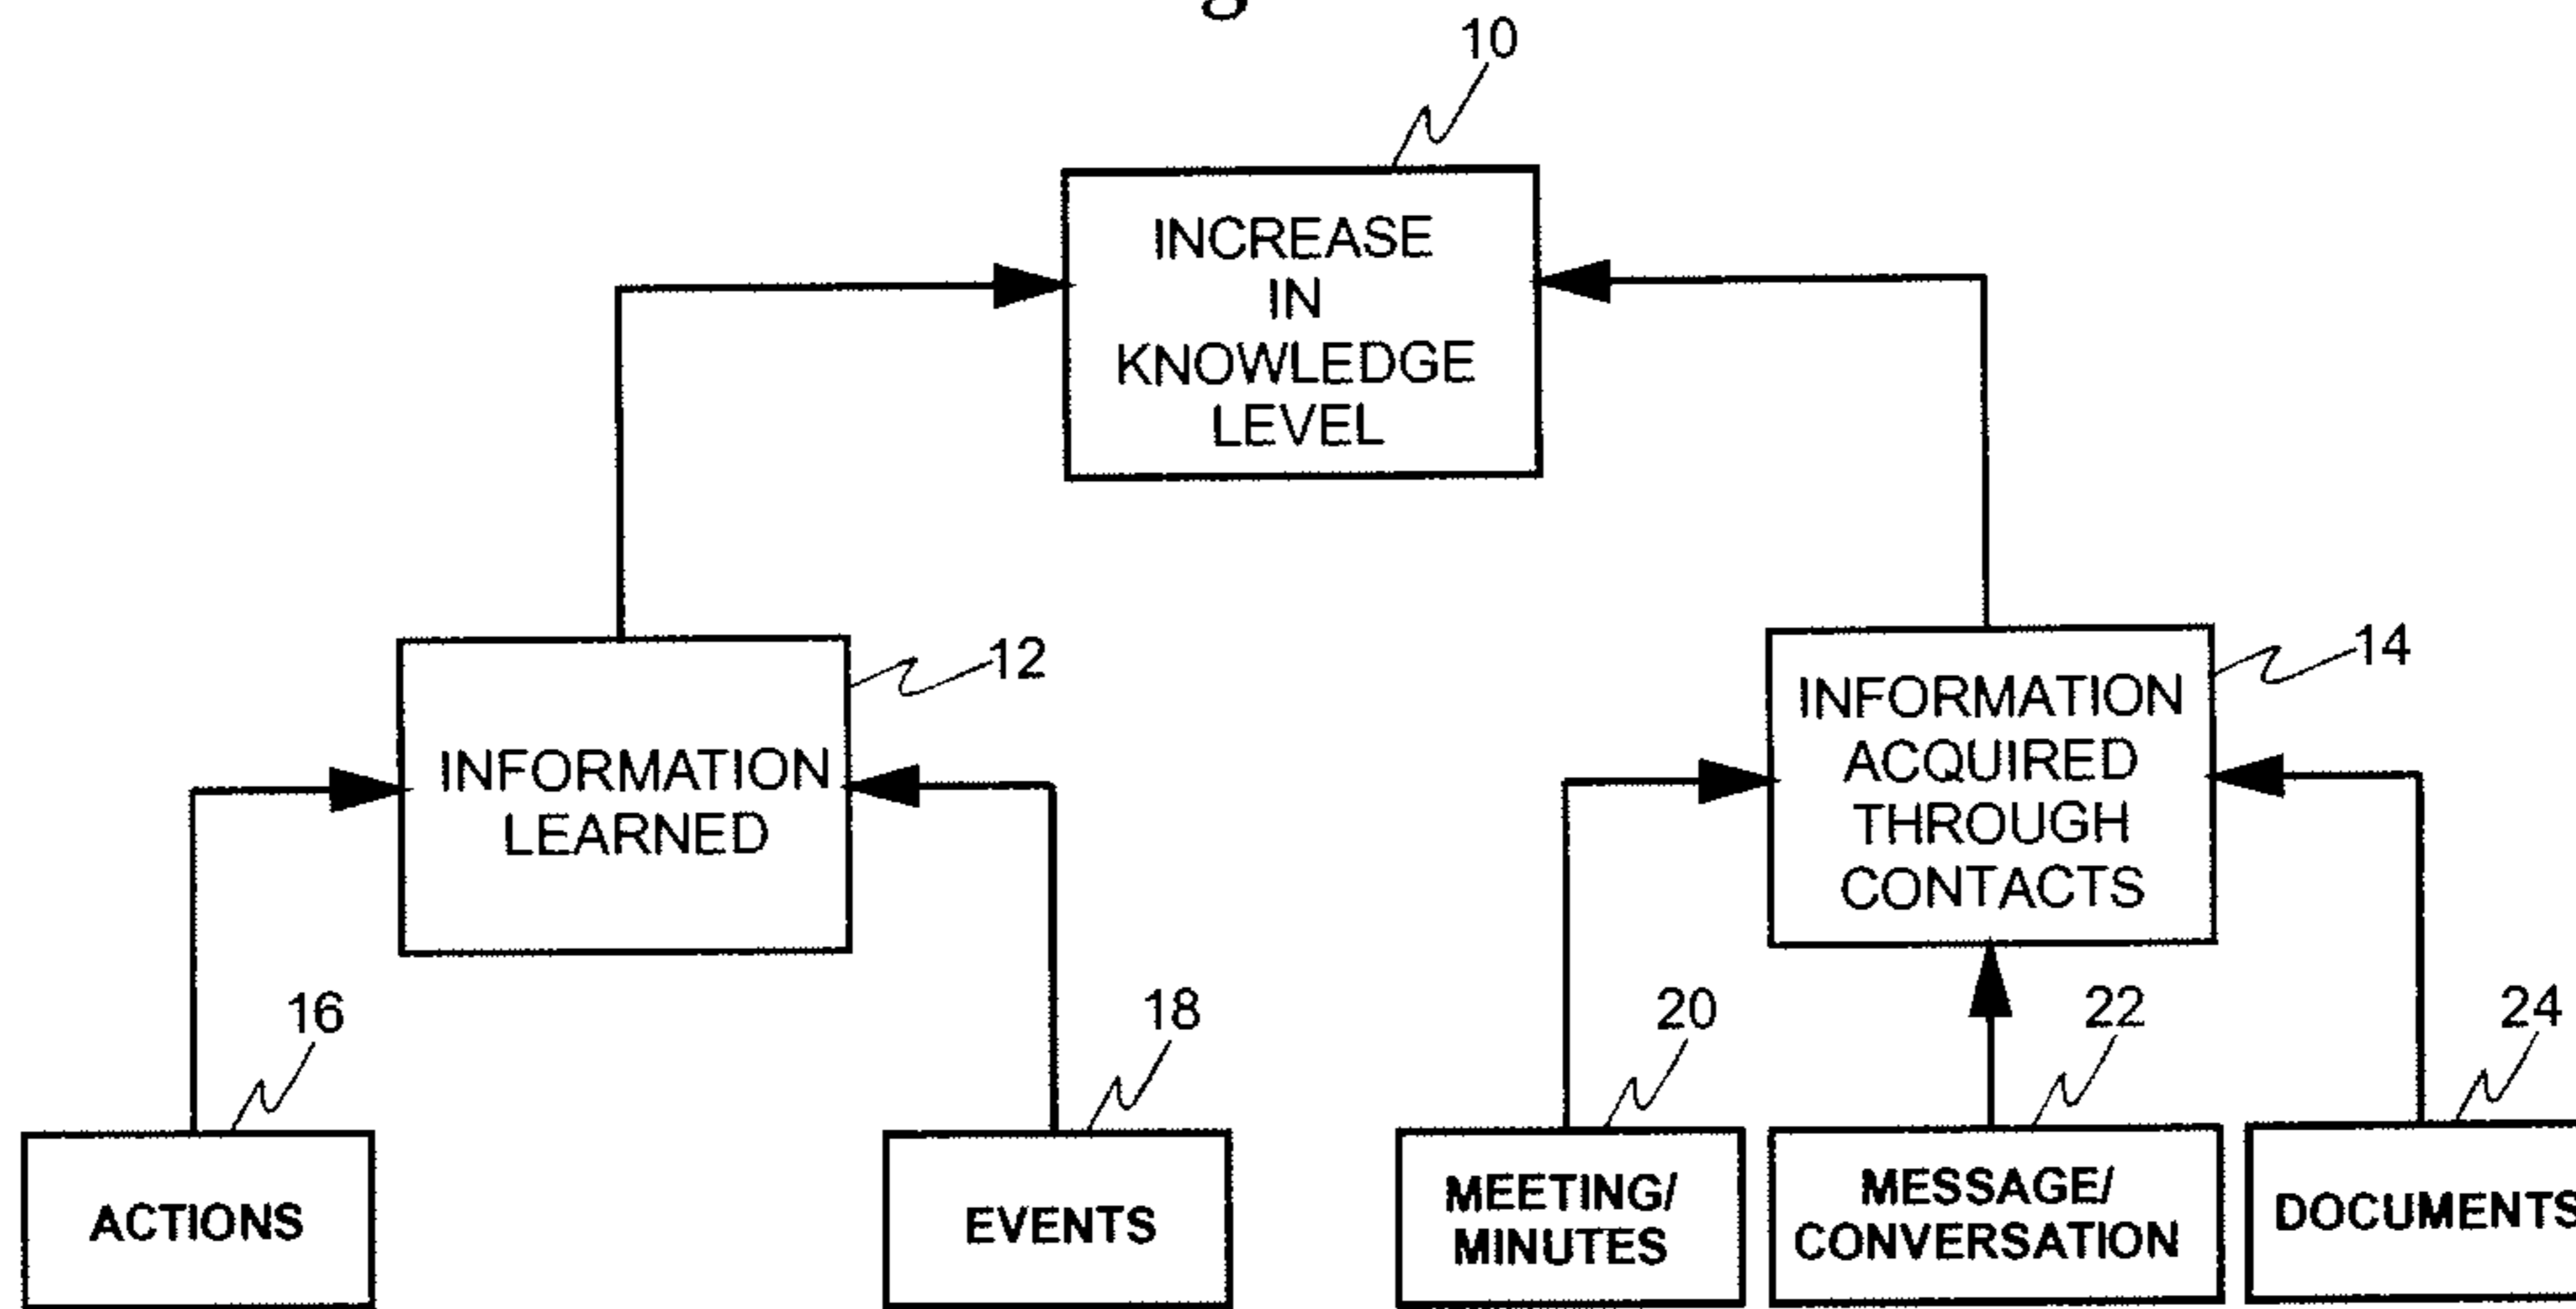 10
INCREASE
IN
KNOWLEDGE
LEVEL
12
INFORMATION
LEARNED
14
INFORMATION
ACQUIRED
THROUGH
CONTACTS
16
ACTIONS
18
EVENTS
20
MEETING/
MINUTES
22
MESSAGE/
CONVERSATION
24
DOCUMENTS